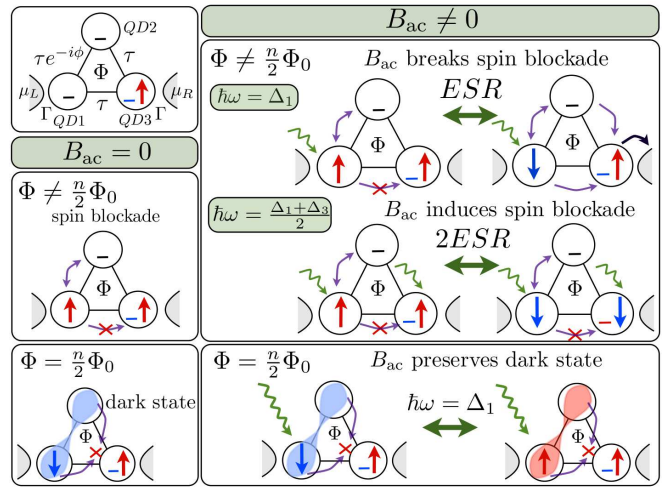 QD2
τe^{-iϕ} Φ τ
μ_L μ_R
Γ QD1 τ QD3 Γ
B_ac = 0
Φ ≠ n/2 Φ_0
spin blockade
Φ
Φ = n/2 Φ_0
dark state
Φ
B_ac ≠ 0
Φ ≠ n/2 Φ_0 B_ac breaks spin blockade
ħω = Δ_1 ESR
Φ Φ
ħω = (Δ_1+Δ_3)/2 B_ac induces spin blockade
2ESR
Φ Φ
Φ = n/2 Φ_0 B_ac preserves dark state
ħω = Δ_1
Φ Φ